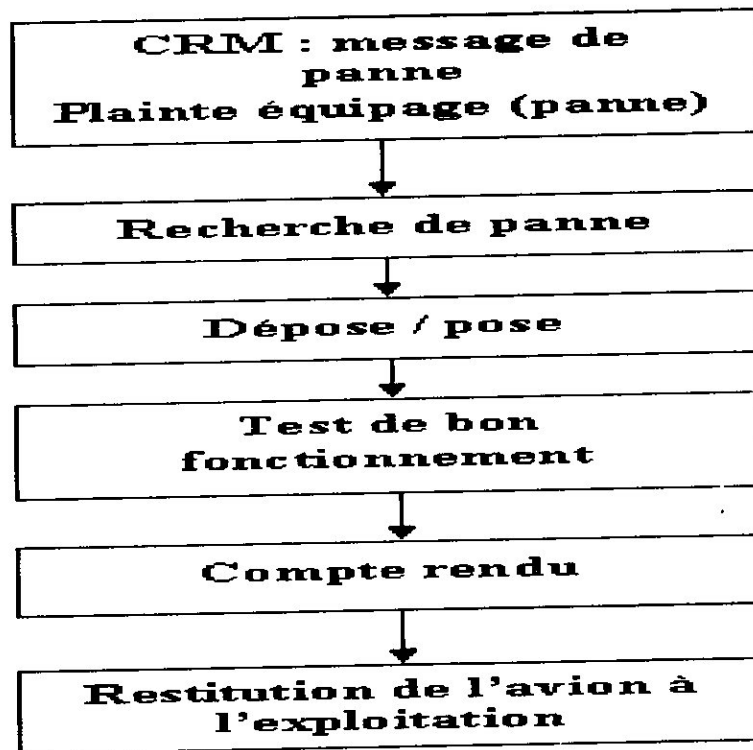 CRM : message de
panne
Plainte équipage (panne)
Recherche de panne
Dépose / pose
Test de bon
fonctionnement
Compte rendu
Restitution de l'avion à
l'exploitation